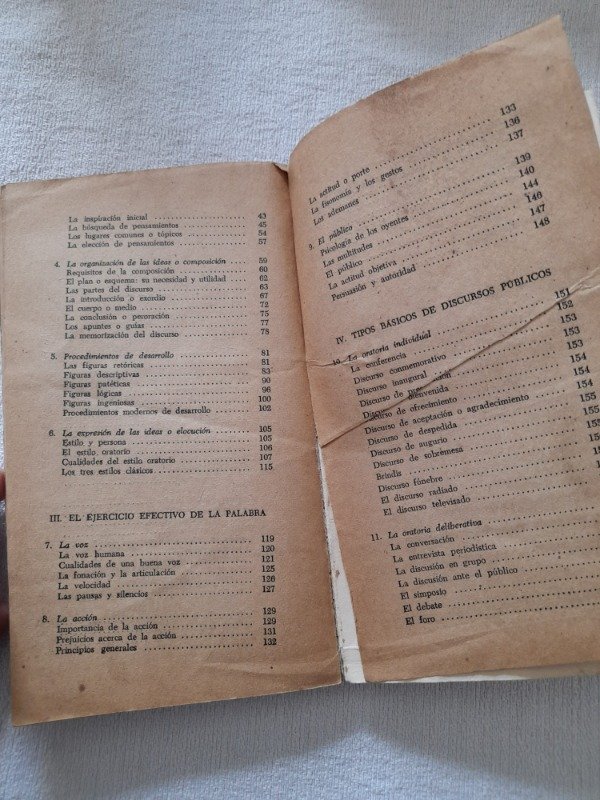 La inspiración inicial 43
La búsqueda de pensamientos 45
Los lugares comunes o tópicos 54
La elección de pensamientos 57
4. La organización de las ideas o composición 59
Requisitos de la composición 60
El plan o esquema: su necesidad y utilidad 62
Las partes del discurso 63
La introducción o exordio 67
El cuerpo o medio 72
La conclusión o peroración 75
Los apuntes o guías 77
La memorización del discurso 78
5. Procedimientos de desarrollo 81
Las figuras retóricas 81
Figuras descriptivas 83
Figuras patéticas 90
Figuras lógicas 96
Figuras ingeniosas 100
Procedimientos modernos de desarrollo 102
6. La expresión de las ideas o elocución 105
Estilo y persona 105
El estilo oratorio 106
Cualidades del estilo oratorio 107
Los tres estilos clásicos 115
III. EL EJERCICIO EFECTIVO DE LA PALABRA
7. La voz 119
La voz humana 120
Cualidades de una buena voz 121
La fonación y la articulación 125
La velocidad 126
Las pausas y silencios 127
8. La acción 129
Importancia de la acción 129
Prejuicios acerca de la acción 131
Principios generales 132
La actitud o porte 133
La fisonomía y los gestos 136
Los ademanes 137
9. El público 139
Psicología de los oyentes 140
Las multitudes 144
El público 146
La actitud objetiva 147
Persuasión y autoridad 148
IV. TIPOS BÁSICOS DE DISCURSOS PÚBLICOS
10. La oratoria individual 151
La conferencia 152
Discurso conmemorativo 153
Discurso inaugural 153
Discurso de 153
Discurso de bienvenida 154
Discurso de ofrecimiento 154
Discurso de aceptación o agradecimiento 154
Discurso de despedida 155
Discurso de augurio 155
Discurso de sobremesa
Brindis
Discurso fúnebre
El discurso radiado
El discurso televisado
11. La oratoria deliberativa
La conversación
La entrevista periodística
La discusión en grupo
La discusión ante el público
El simposio
El debate
El foro